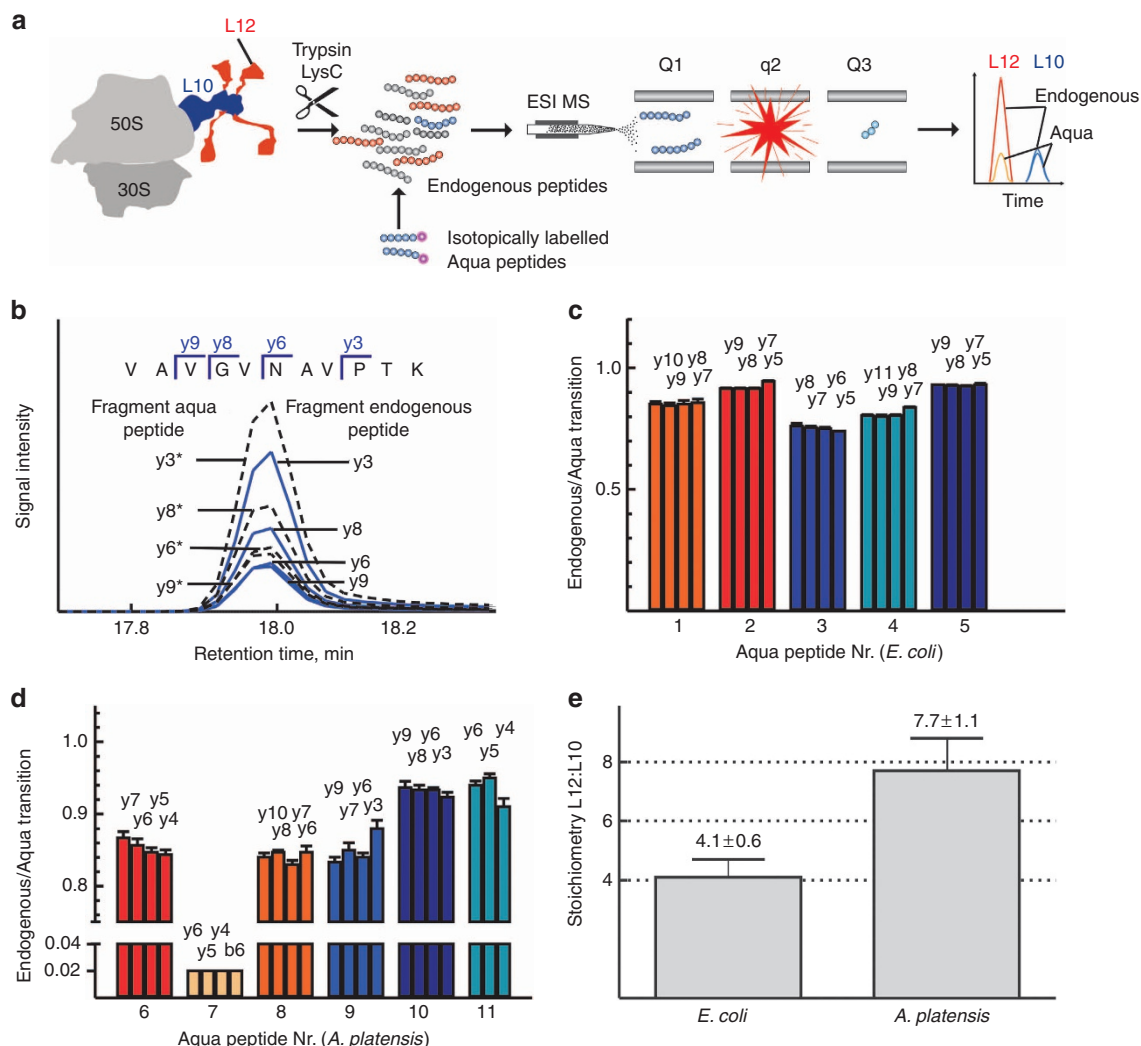 a
L12
Trypsin
LysC
L10
50S
30S
Endogenous peptides
Isotopically labelled
Aqua peptides
ESI MS
Q1 q2 Q3
L12 L10
Endogenous
Aqua
Time
b
y9 y8 y6 y3
V A V G V N A V P T K
Fragment aqua
peptide
Fragment endogenous
peptide
y3* y3
y8* y8
y6* y6
y9* y9
Signal intensity
17.8 18.0 18.2
Retention time, min
c
Endogenous/Aqua transition
1.0
0.5
y10 y8
y9 y7
y9 y7
y8 y5
y8 y6
y7 y5
y11 y8
y9 y7
y9 y7
y8 y5
1 2 3 4 5
Aqua peptide Nr. (E. coli)
d
Endogenous/Aqua transition
1.0
0.9
0.8
0.04
0.02
y7 y5
y6 y4
y6 y4
y5 b6
y10 y7
y8 y6
y9 y6
y7 y3
y9 y6
y8 y3
y6 y4
y5
6 7 8 9 10 11
Aqua peptide Nr. (A. platensis)
e
Stoichiometry L12:L10
8
6
4
4.1±0.6
7.7±1.1
E. coli A. platensis